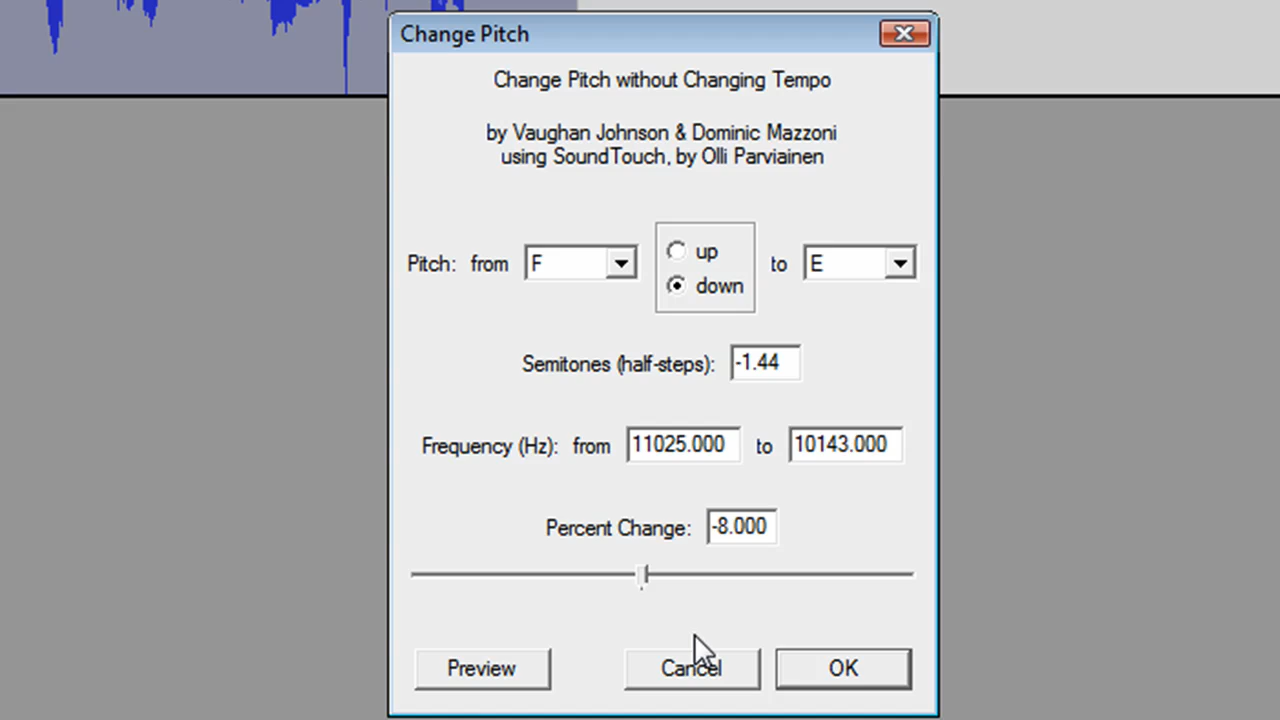 Change Pitch
Change Pitch without Changing Tempo
by Vaughan Johnson & Dominic Mazzoni
using SoundTouch, by Olli Parviainen
Pitch: from F up down to E
Semitones (half-steps): -1.44
Frequency (Hz): from 11025.000 to 10143.000
Percent Change: -8.000
Preview Cancel OK